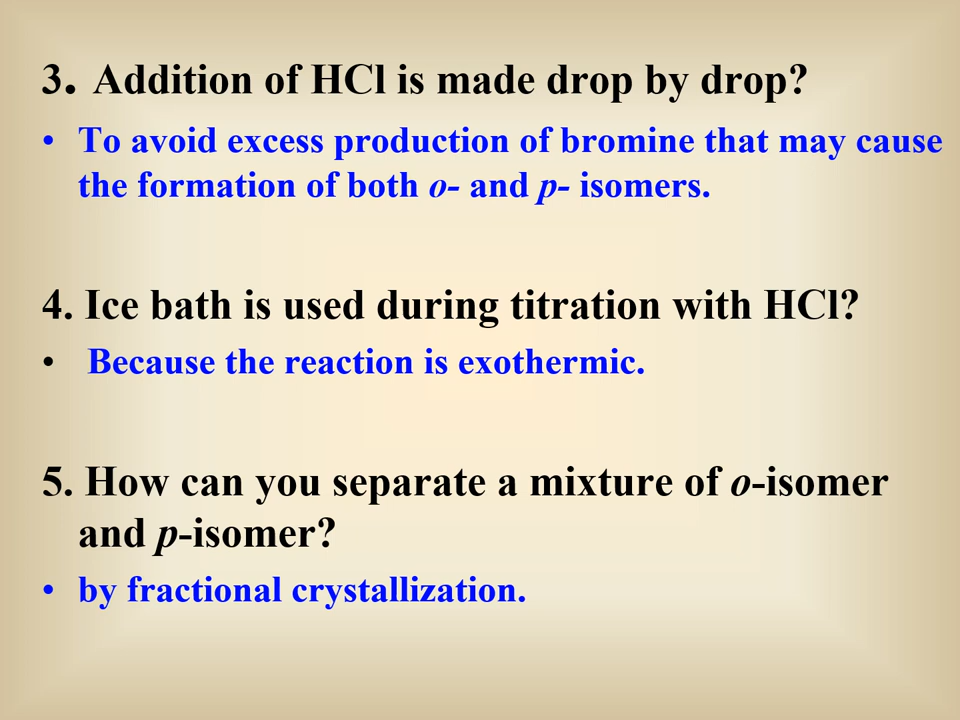 3. Addition of HCl is made drop by drop?
• To avoid excess production of bromine that may cause
the formation of both o- and p- isomers.
4. Ice bath is used during titration with HCl?
• Because the reaction is exothermic.
5. How can you separate a mixture of o-isomer
and p-isomer?
• by fractional crystallization.